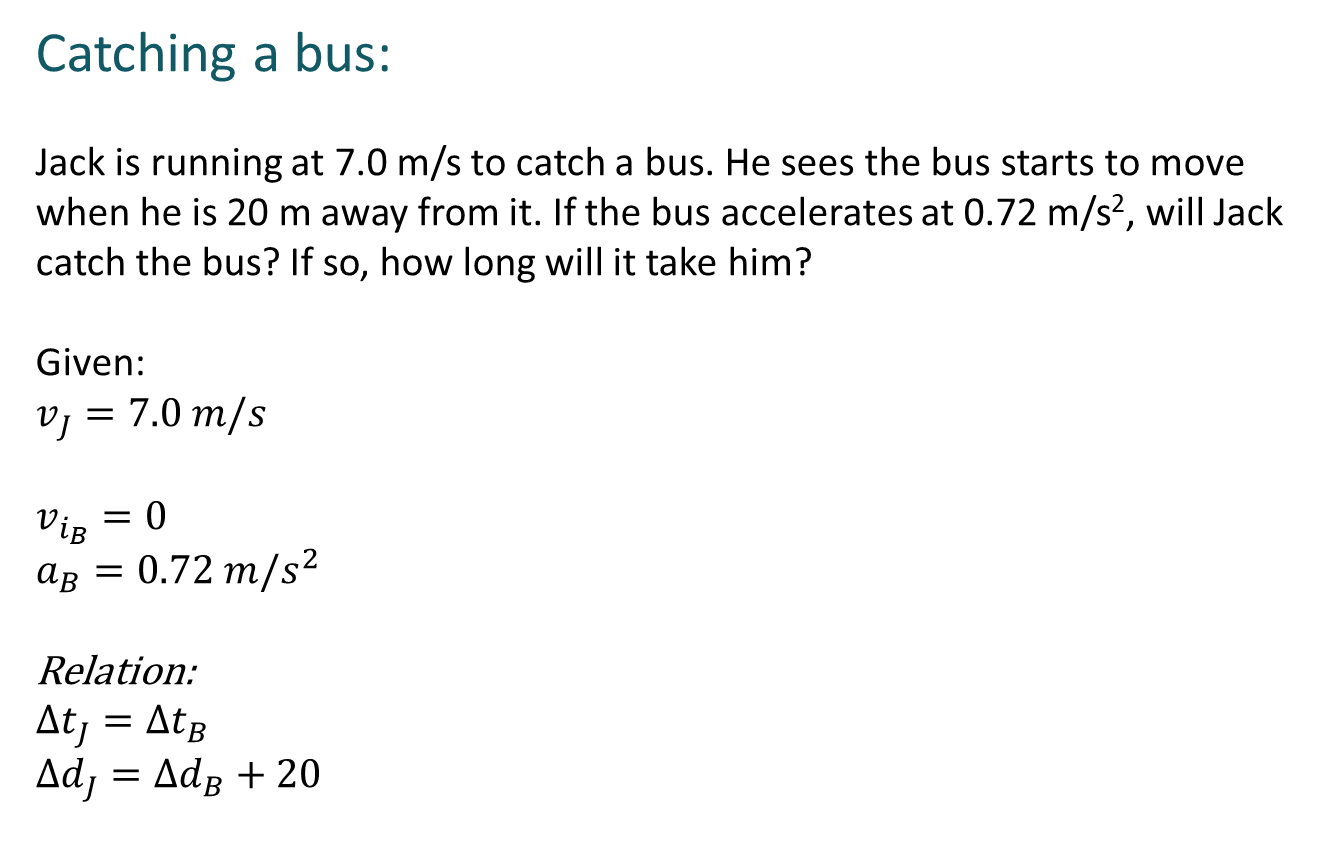 Catching a bus:
Jack is running at 7.0 m/s to catch a bus. He sees the bus starts to move
when he is 20 m away from it. If the bus accelerates at 0.72 m/s², will Jack
catch the bus? If so, how long will it take him?
Given:
v_J = 7.0 m/s
v_{i_B} = 0
a_B = 0.72 m/s²
Relation:
Δt_J = Δt_B
Δd_J = Δd_B + 20